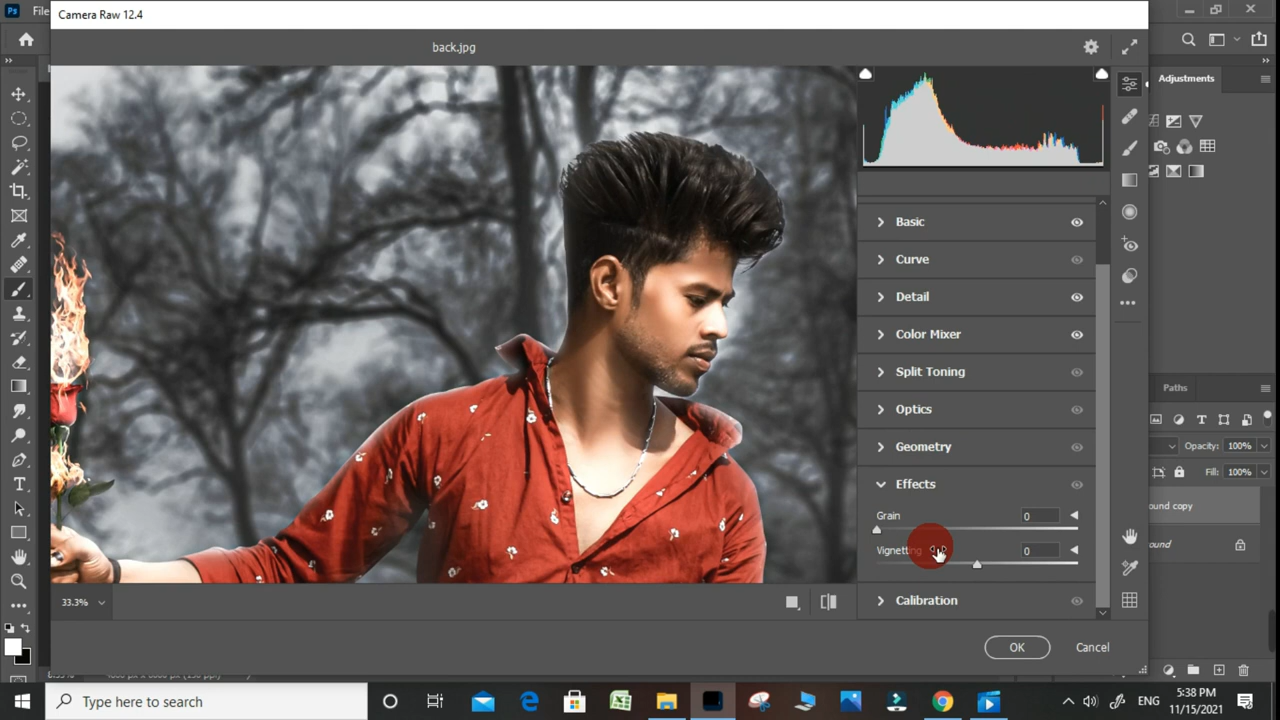 Ps File
Camera Raw 12.4
back.jpg
Adjustments
Basic
Curve
Detail
Color Mixer
Split Toning
Optics
Geometry
Effects
Grain 0
Vignetting 0
Calibration
Paths
Opacity: 100%
Fill: 100%
ound copy
ound
33.3%
OK
Cancel
Type here to search
ENG
5:38 PM
11/15/2021